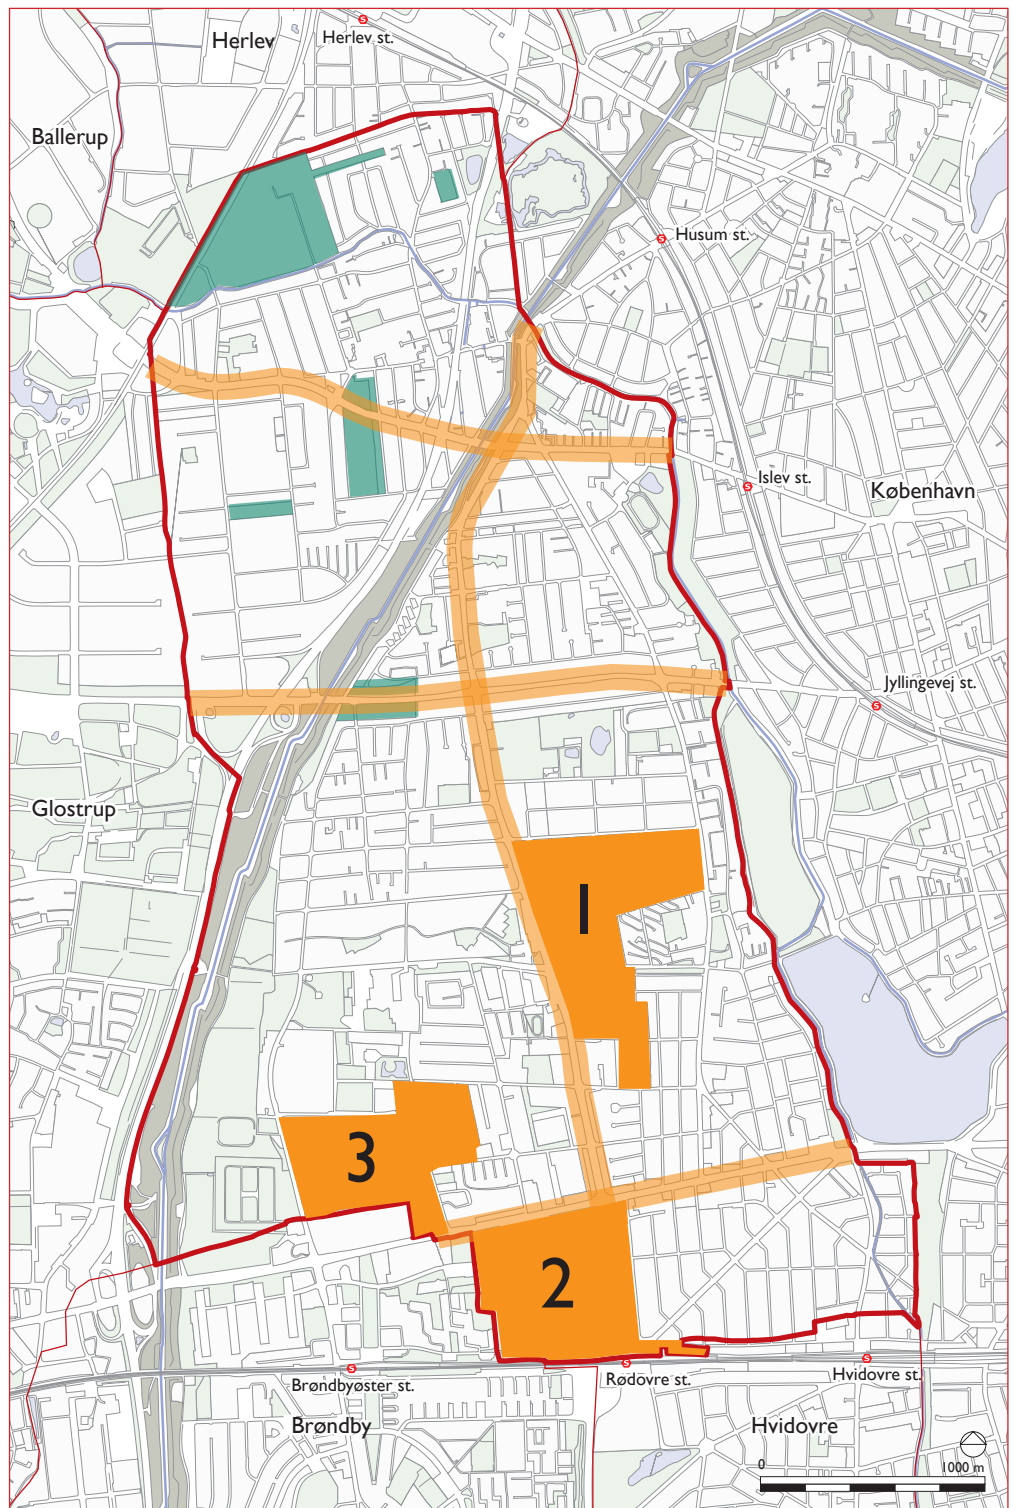 Herlev
Herlev st.
Ballerup
Husum st.
Islev st.
København
Jyllingevej st.
Glostrup
1
3
2
Brøndbyøster st.
Rødovre st.
Hvidovre st.
Brøndby
Hvidovre
0
1000 m